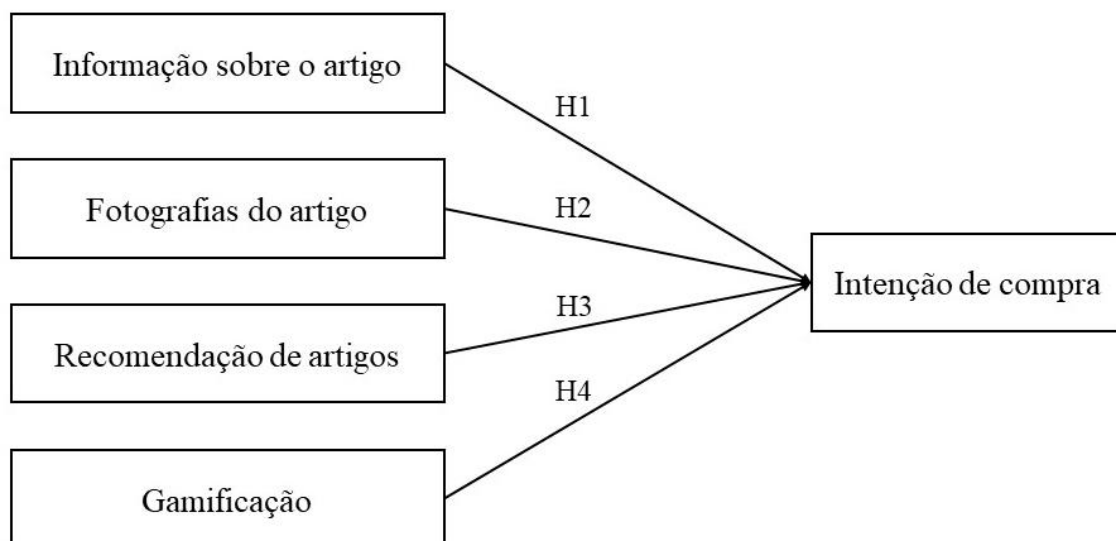 Informação sobre o artigo
H1
Fotografias do artigo
H2
Intenção de compra
H3
Recomendação de artigos
H4
Gamificação